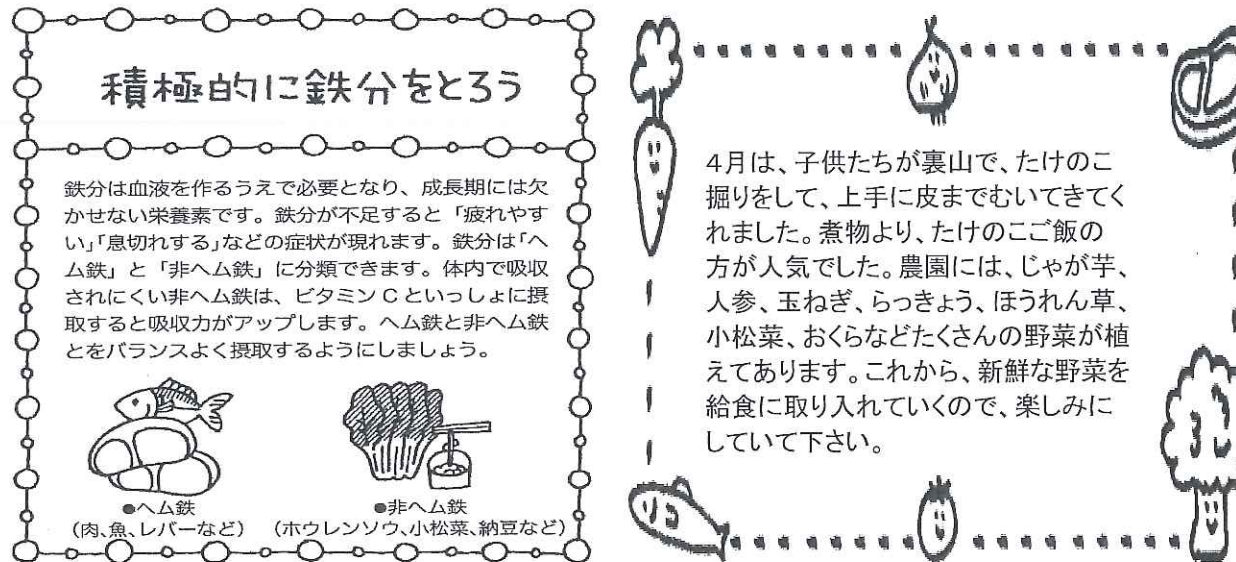 積極的に鉄分をとろう
鉄分は血液を作るうえで必要となり、成長期には欠
かせない栄養素です。鉄分が不足すると「疲れやす
い」「息切れする」などの症状が現れます。鉄分は「ヘ
ム鉄」と「非ヘム鉄」に分類できます。体内で吸収
されにくい非ヘム鉄は、ビタミンCといっしょに摂
取すると吸収力がアップします。ヘム鉄と非ヘム鉄
とをバランスよく摂取するようにしましょう。
●ヘム鉄
(肉、魚、レバーなど)
●非ヘム鉄
(ホウレンソウ、小松菜、納豆など)
4月は、子供たちが裏山で、たけのこ
掘りをして、上手に皮までむいてきてく
れました。煮物より、たけのこご飯の
方が人気でした。農園には、じゃが芋、
人参、玉ねぎ、らっきょう、ほうれん草、
小松菜、おくらなどたくさんの野菜が植
えてあります。これから、新鮮な野菜を
給食に取り入れていくので、楽しみに
していて下さい。